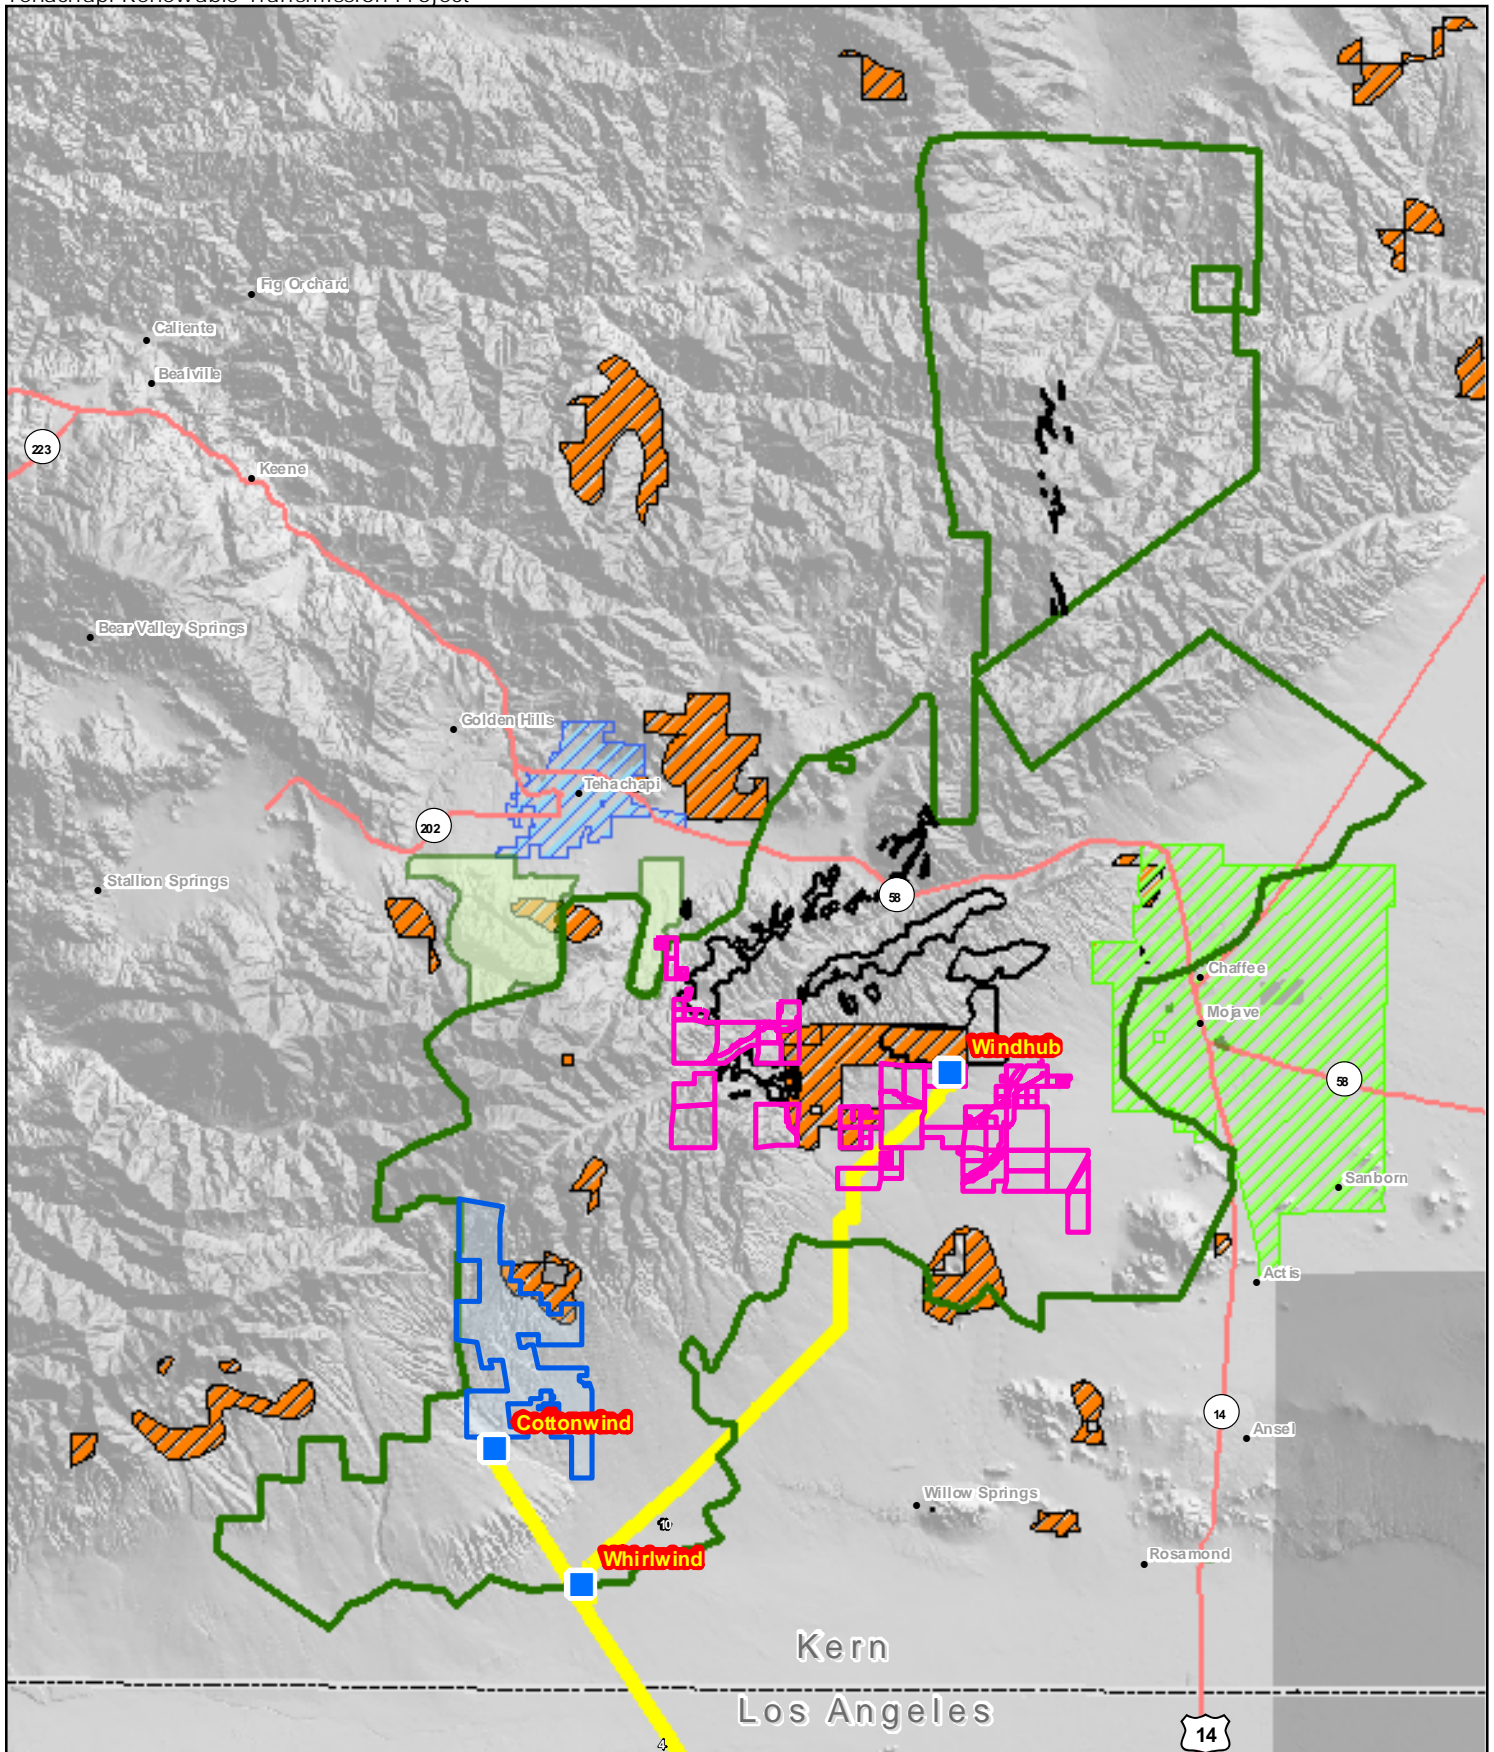 Tehachapi Renewable Transmission Project
Fig Orchard
Caliente
Bealville
223
Keene
Bear Valley Springs
Golden Hills
Tehachapi
202
Stallion Springs
58
Chaffee
Mojave
Windhub
58
Sanborn
Actis
14
Cottonwind
Ansel
Willow Springs
10
Whirlwind
Rosamond
Kern
Los Angeles
14
4